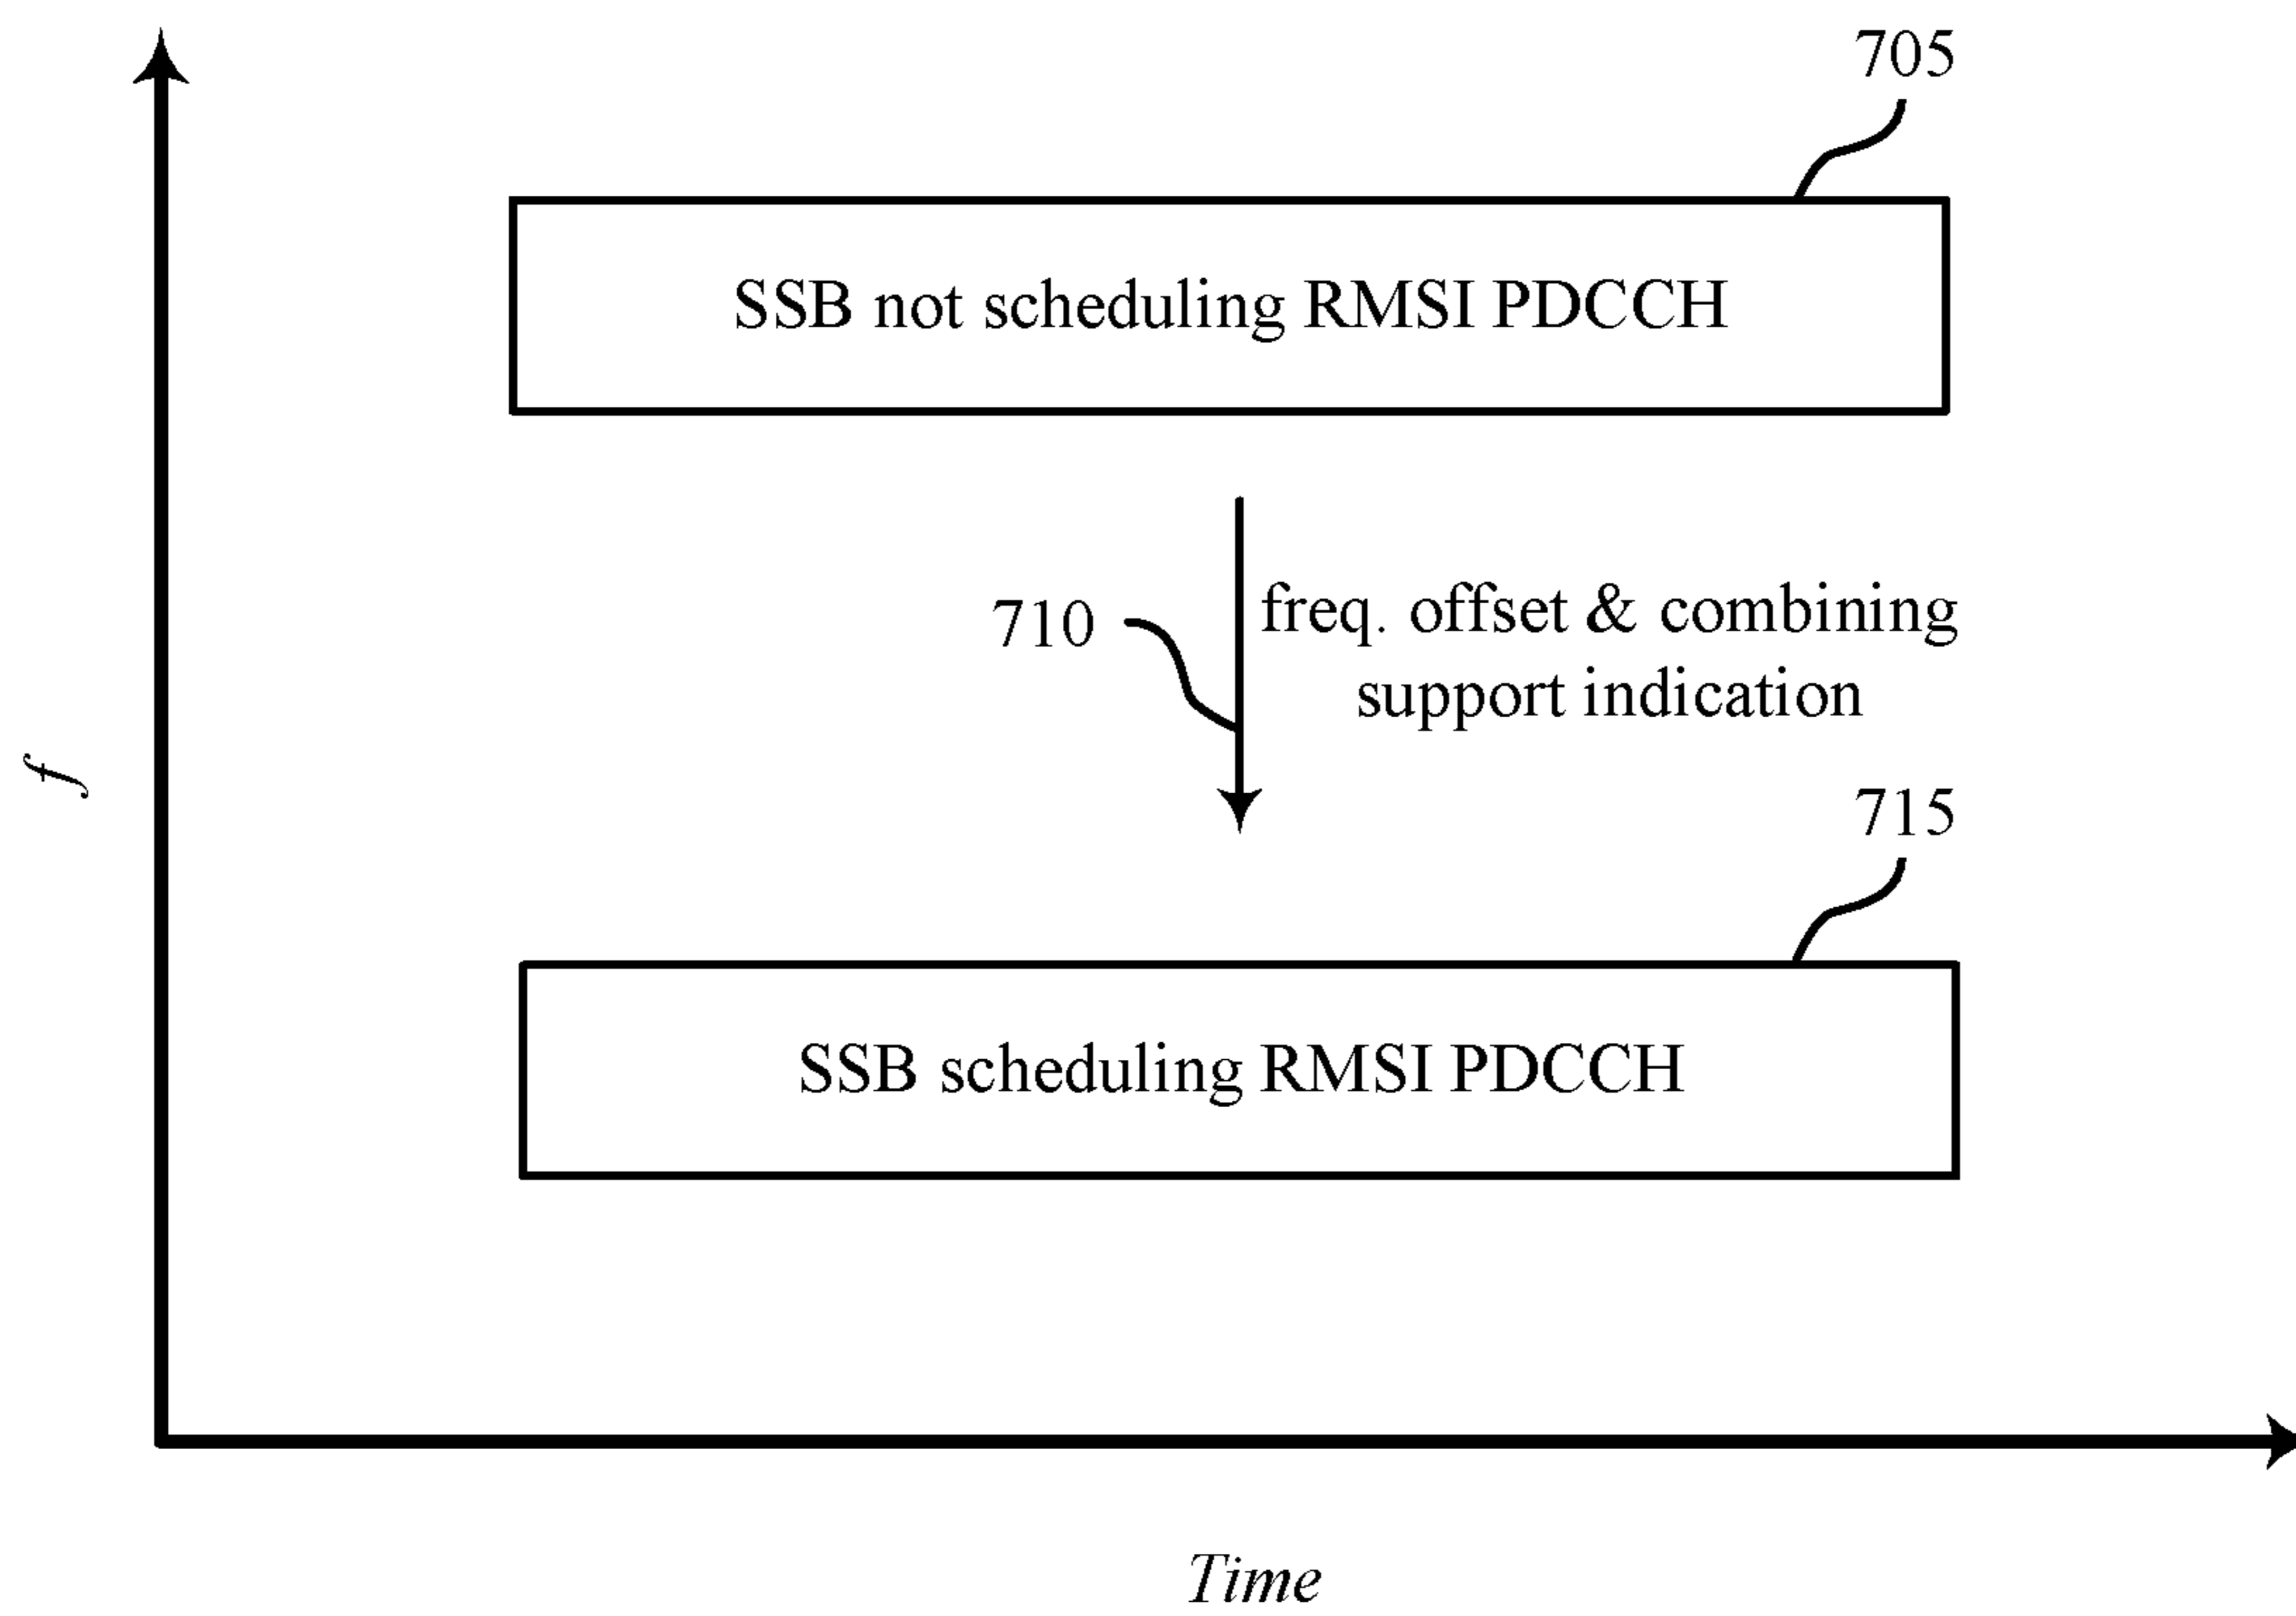 705
SSB not scheduling RMSI PDCCH
710
freq. offset & combining
support indication
f
715
SSB scheduling RMSI PDCCH
Time